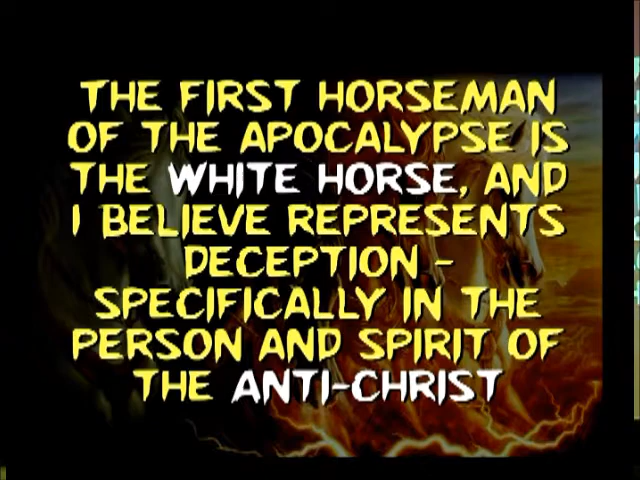 THE FIRST HORSEMAN
OF THE APOCALYPSE IS
THE WHITE HORSE, AND
I BELIEVE REPRESENTS
DECEPTION -
SPECIFICALLY IN THE
PERSON AND SPIRIT OF
THE ANTI-CHRIST